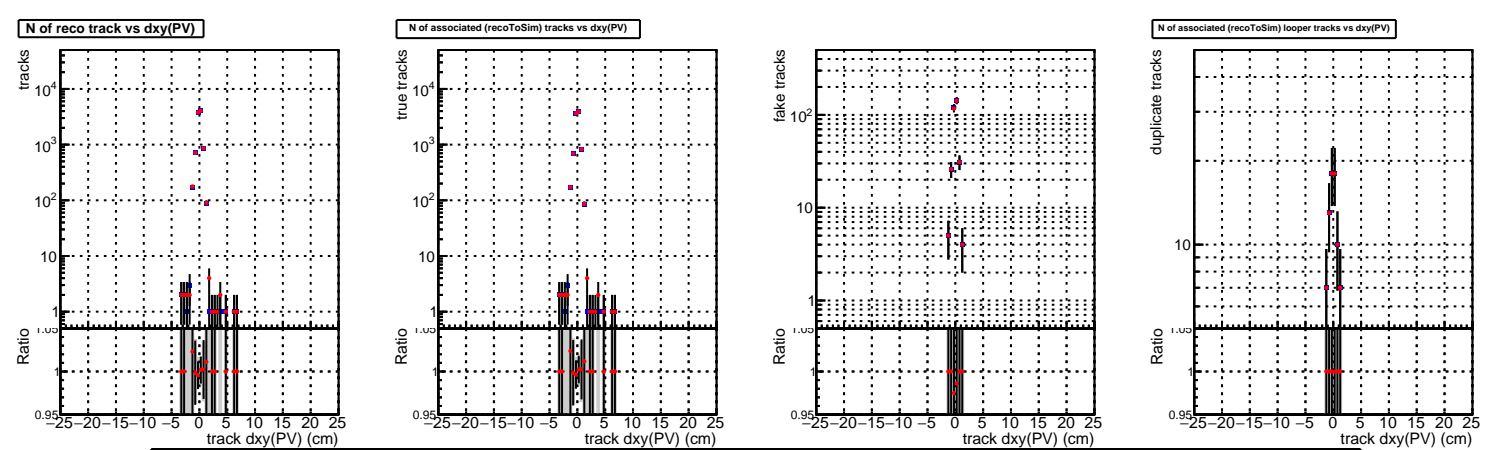 N of reco track vs dxy(PV)
tracks
10^4
10^3
10^2
10
1
1.05
Ratio
1
0.95
−25−20−15−10 −5 0 5 10 15 20 25
track dxy(PV) (cm)
N of associated (recoToSim) tracks vs dxy(PV)
true tracks
10^4
10^3
10^2
10
1
1.05
Ratio
1
0.95
−25−20−15−10 −5 0 5 10 15 20 25
track dxy(PV) (cm)
fake tracks
10^2
10
1
1.05
Ratio
1
0.95
−25−20−15−10 −5 0 5 10 15 20 25
track dxy(PV) (cm)
N of associated (recoToSim) looper tracks vs dxy(PV)
duplicate tracks
10
1.05
Ratio
1
0.95
−25−20−15−10 −5 0 5 10 15 20 25
track dxy(PV) (cm)